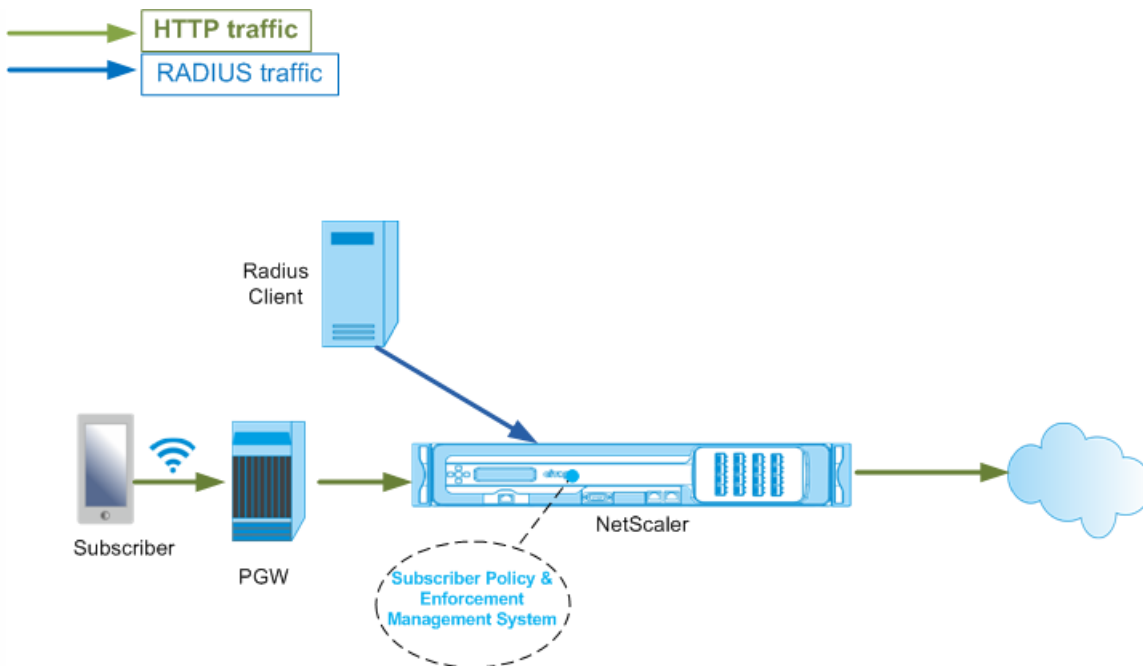 HTTP traffic
RADIUS traffic
Radius
Client
Subscriber
PGW
NetScaler
Subscriber Policy &
Enforcement
Management System